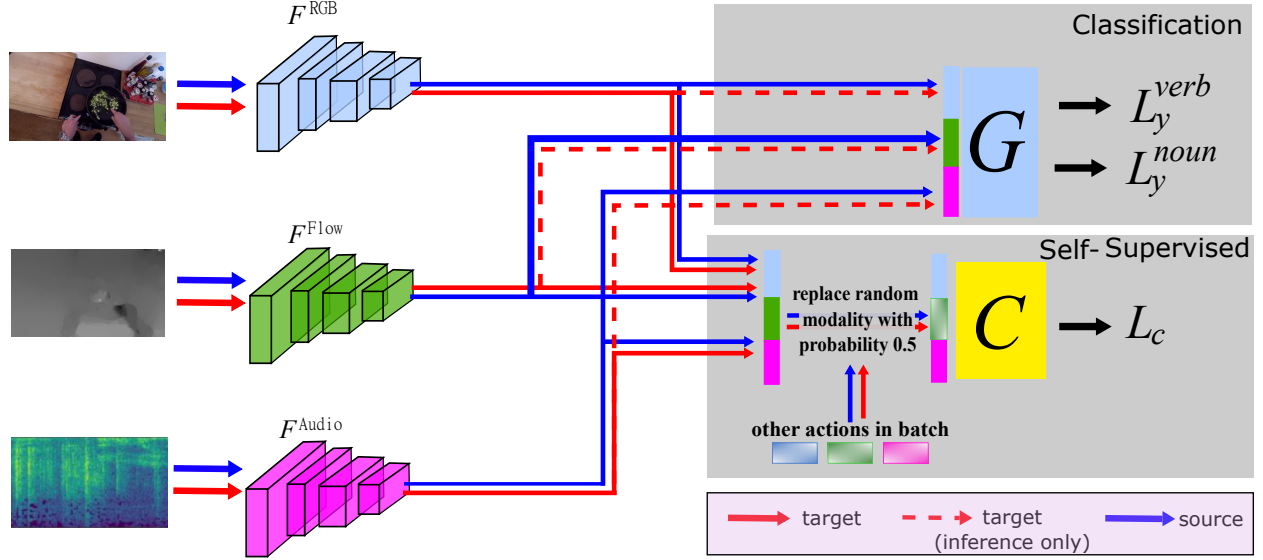 F^RGB
Classification
G
L_y^verb
L_y^noun
F^Flow
Self- Supervised
replace random
modality with
probability 0.5
C
L_c
other actions in batch
F^Audio
target
target
(inference only)
source